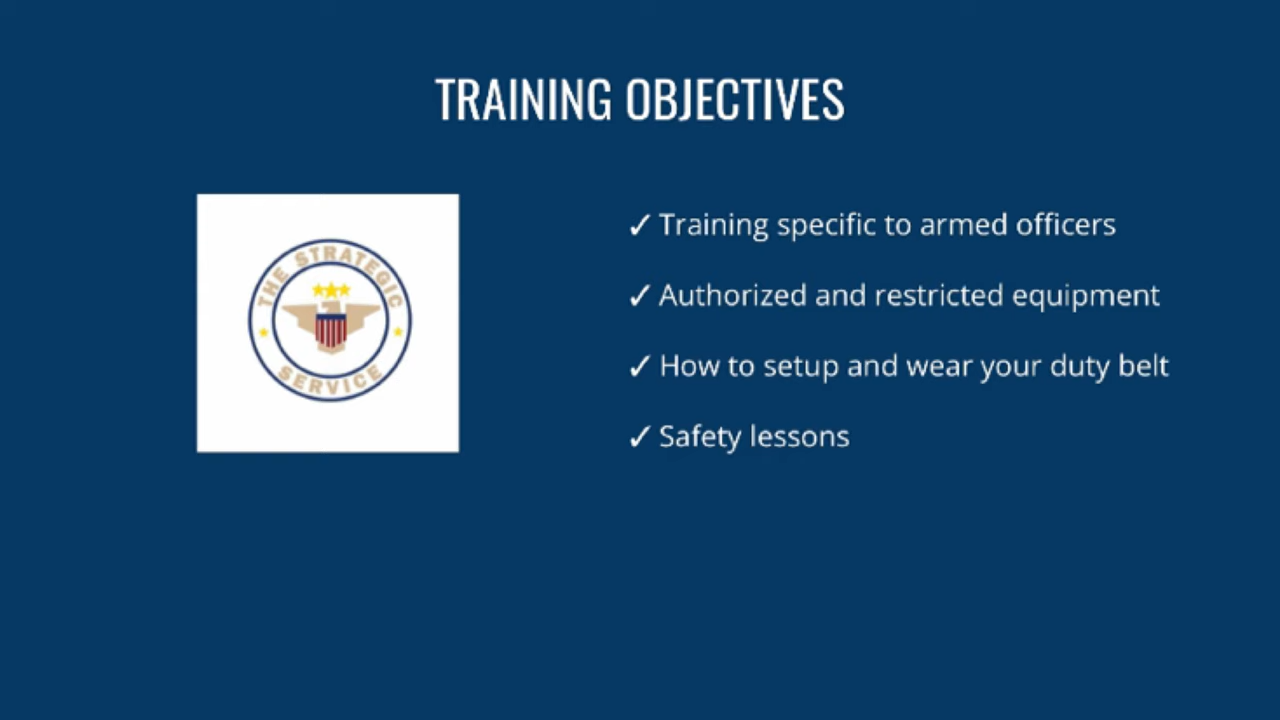 TRAINING OBJECTIVES
THE STRATEGIC
SERVICE
✓ Training specific to armed officers
✓ Authorized and restricted equipment
✓ How to setup and wear your duty belt
✓ Safety lessons